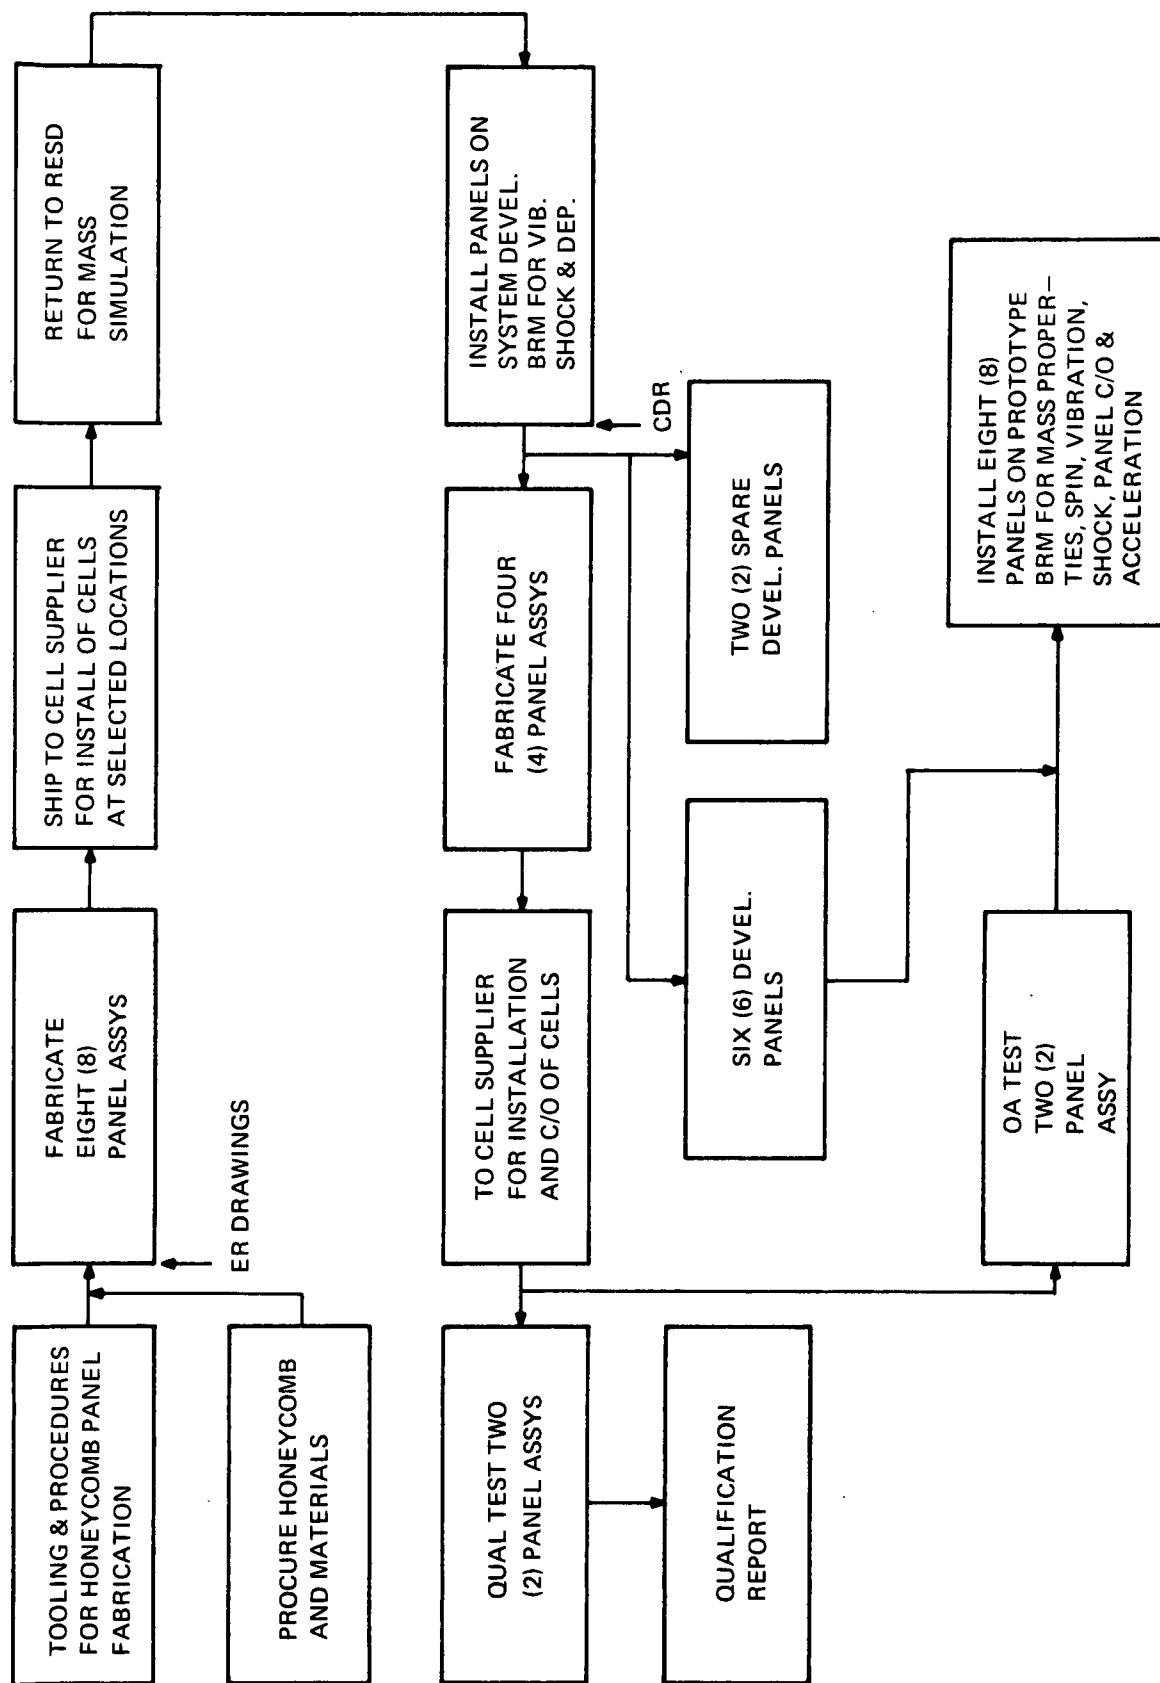 TOOLING & PROCEDURES
FOR HONEYCOMB PANEL
FABRICATION
FABRICATE
EIGHT (8)
PANEL ASSYS
SHIP TO CELL SUPPLIER
FOR INSTALL OF CELLS
AT SELECTED LOCATIONS
RETURN TO RESD
FOR MASS
SIMULATION
PROCURE HONEYCOMB
AND MATERIALS
ER DRAWINGS
QUAL TEST TWO
(2) PANEL ASSYS
TO CELL SUPPLIER
FOR INSTALLATION
AND C/O OF CELLS
FABRICATE FOUR
(4) PANEL ASSYS
INSTALL PANELS ON
SYSTEM DEVEL.
BRM FOR VIB.
SHOCK & DEP.
CDR
QUALIFICATION
REPORT
SIX (6) DEVEL.
PANELS
TWO (2) SPARE
DEVEL. PANELS
OA TEST
TWO (2)
PANEL
ASSY
INSTALL EIGHT (8)
PANELS ON PROTOTYPE
BRM FOR MASS PROPER–
TIES, SPIN, VIBRATION,
SHOCK, PANEL C/O &
ACCELERATION